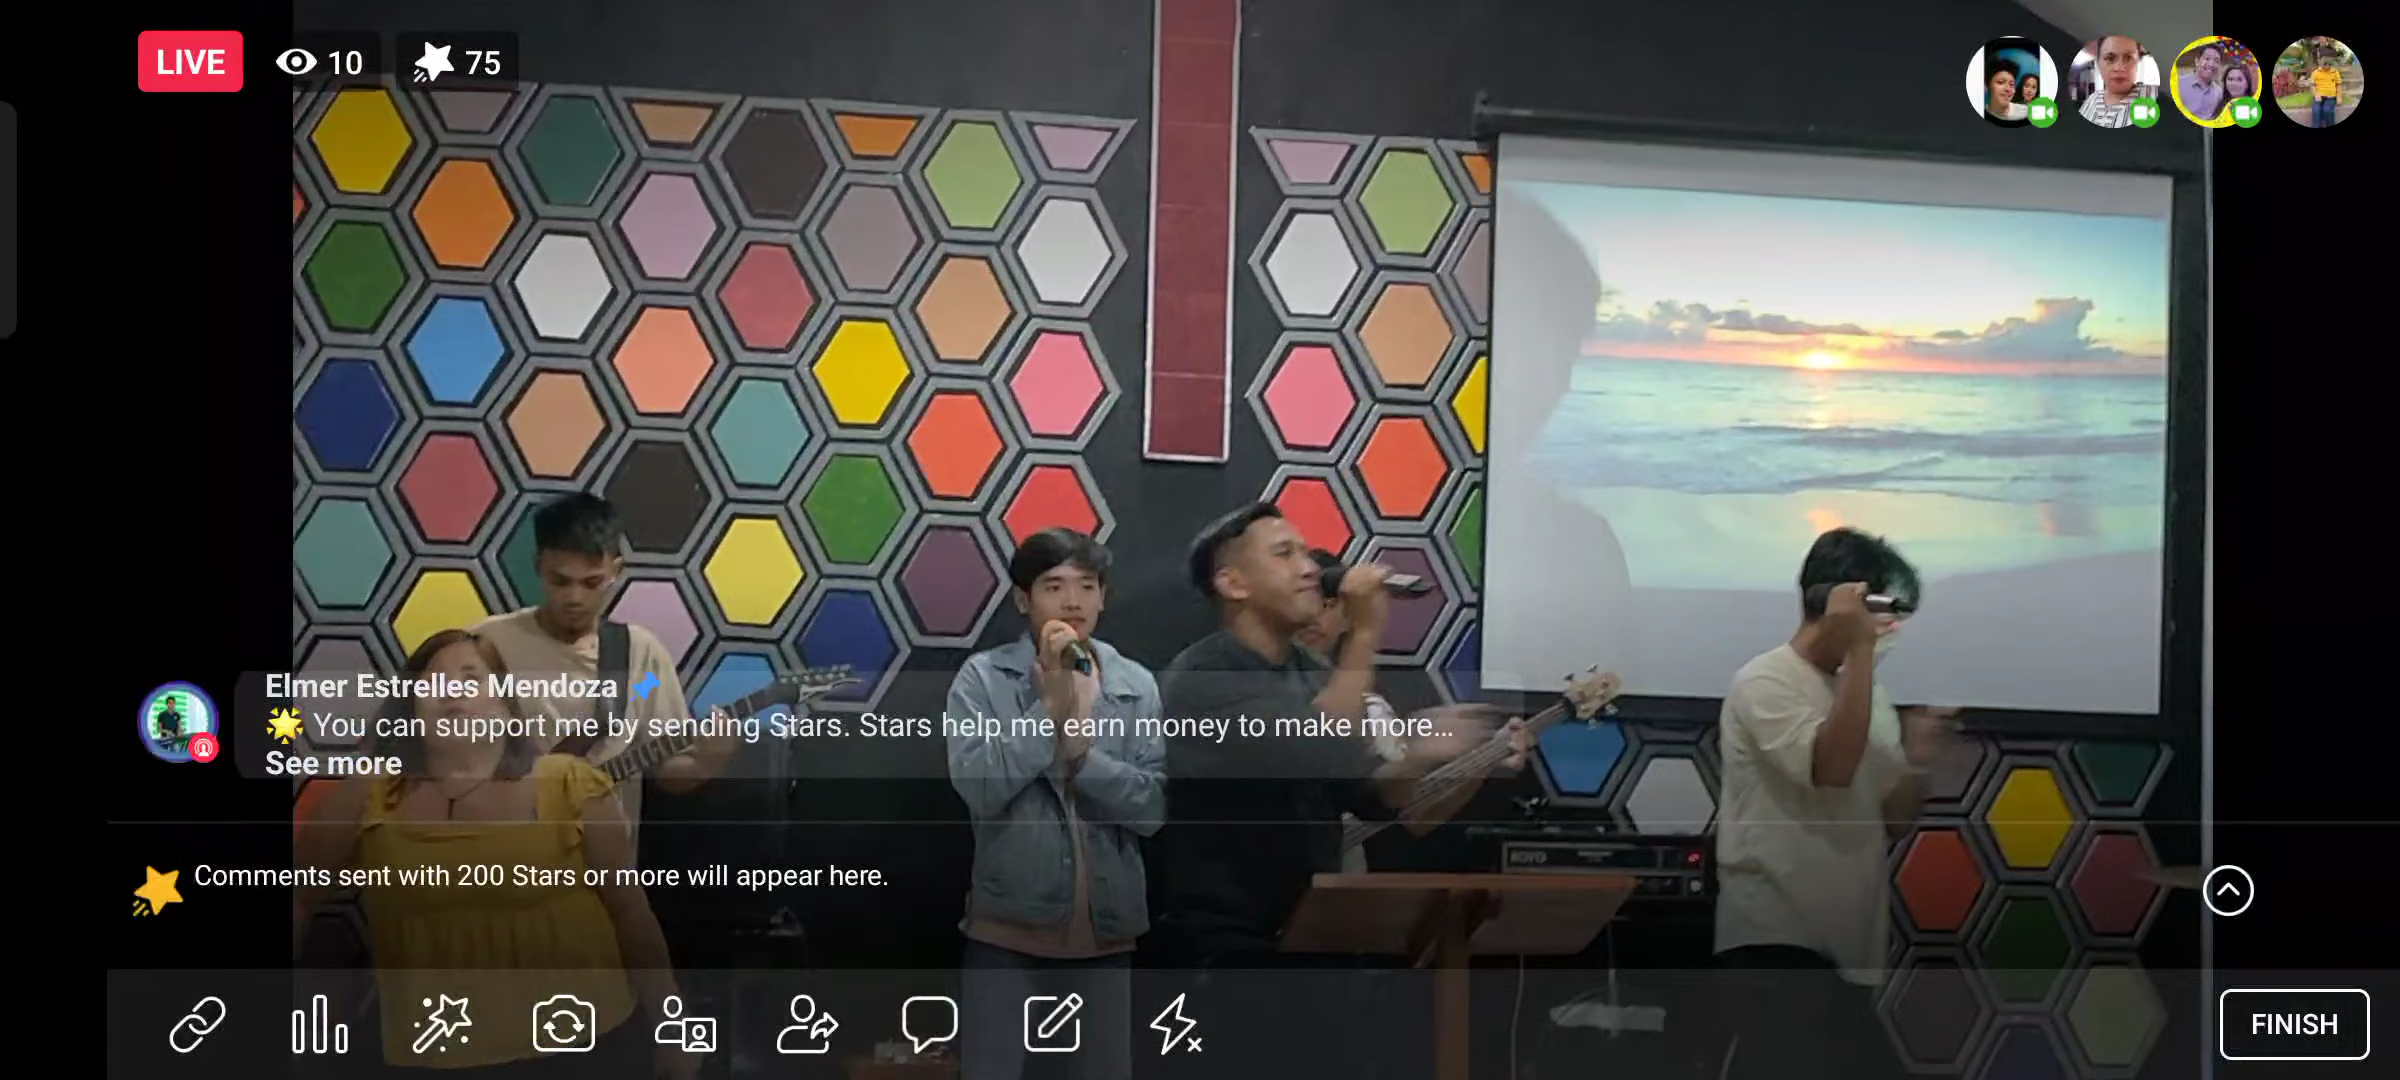 LIVE
10
75
Elmer Estrelles Mendoza
🌟 You can support me by sending Stars. Stars help me earn money to make more...
See more
Comments sent with 200 Stars or more will appear here.
FINISH